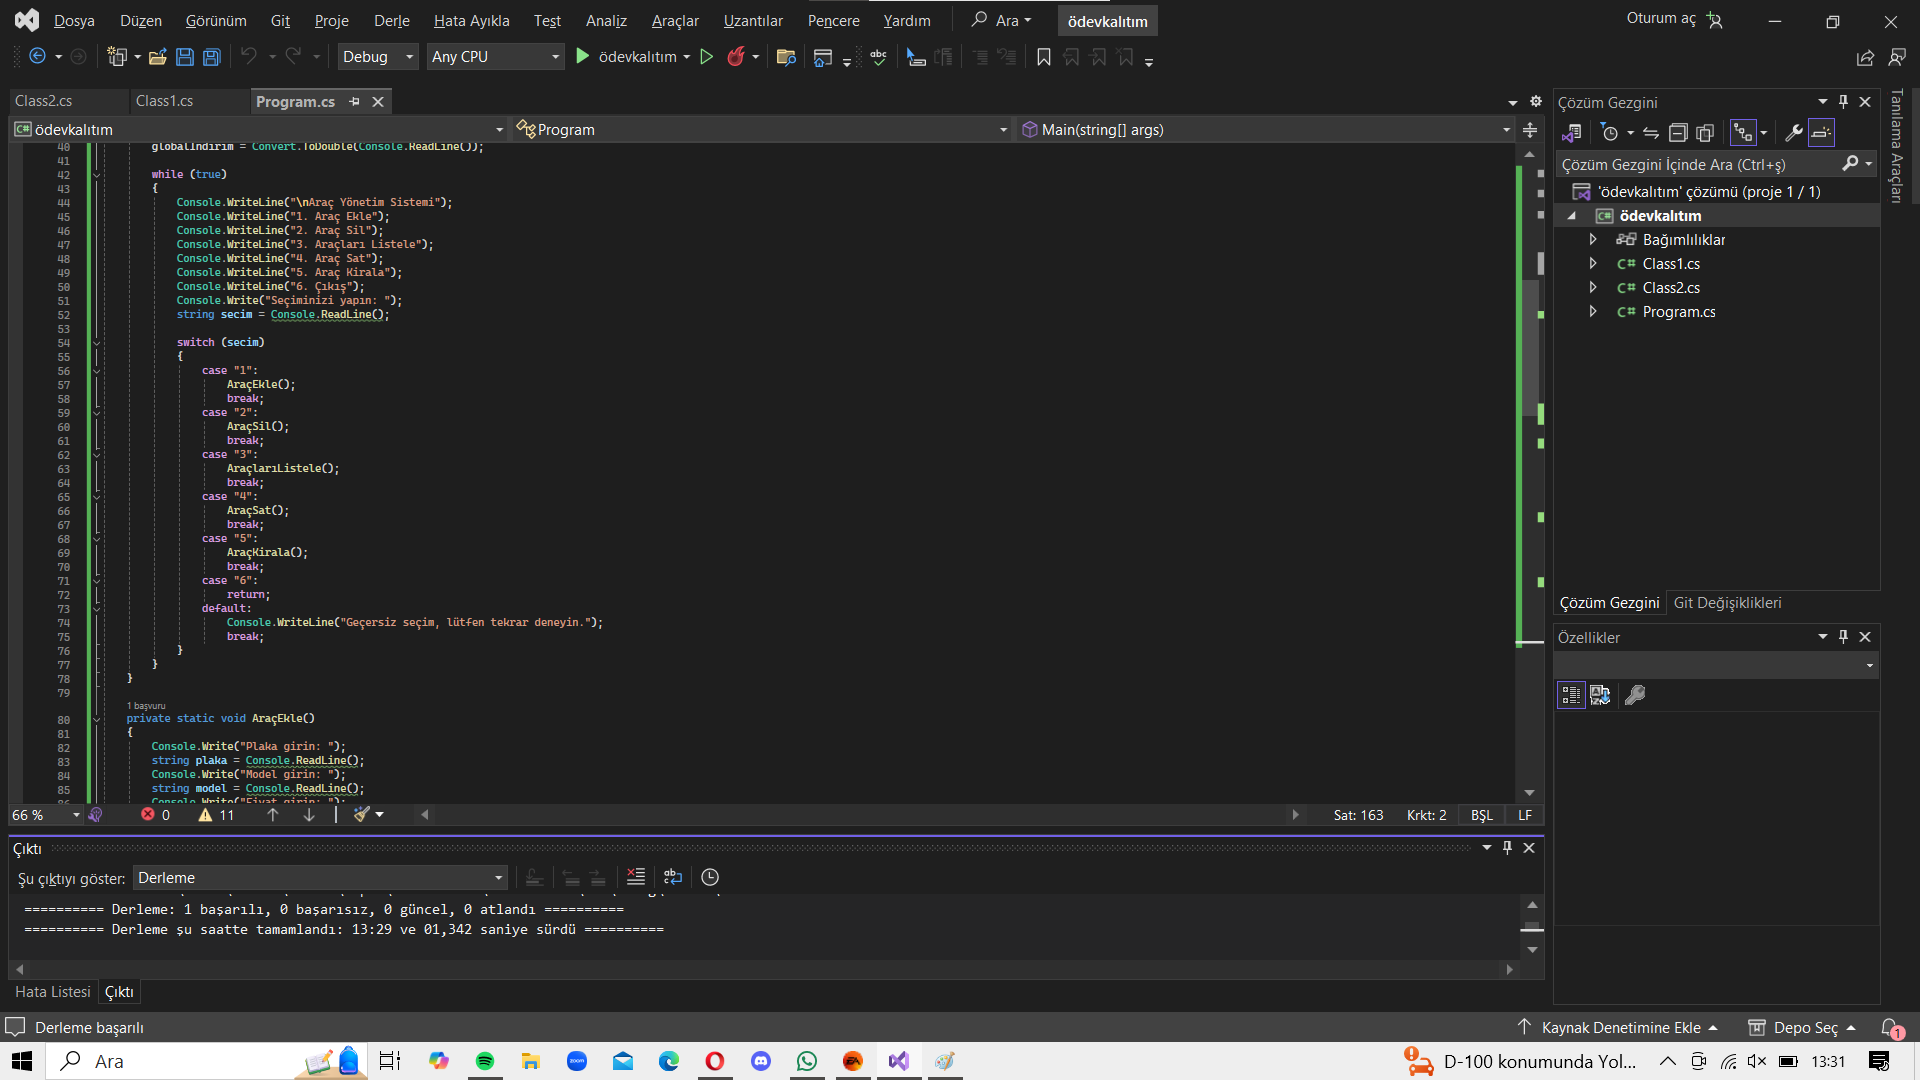 Dosya Düzen Görünüm Git Proje Derle Hata Ayıkla Test Analiz Araçlar Uzantılar Pencere Yardım Ara ödevkalıtım Oturum aç
Debug Any CPU ödevkalıtım
Class2.cs Class1.cs Program.cs
ödevkalıtım Program Main(string[] args)
40 globalIndirim = Convert.ToDouble(Console.ReadLine());
41
42 while (true)
43 {
44 Console.WriteLine("\nAraç Yönetim Sistemi");
45 Console.WriteLine("1. Araç Ekle");
46 Console.WriteLine("2. Araç Sil");
47 Console.WriteLine("3. Araçları Listele");
48 Console.WriteLine("4. Araç Sat");
49 Console.WriteLine("5. Araç Kirala");
50 Console.WriteLine("6. Çıkış");
51 Console.Write("Seçiminizi yapın: ");
52 string secim = Console.ReadLine();
53
54 switch (secim)
55 {
56 case "1":
57 AraçEkle();
58 break;
59 case "2":
60 AraçSil();
61 break;
62 case "3":
63 AraçlarıListele();
64 break;
65 case "4":
66 AraçSat();
67 break;
68 case "5":
69 AraçKirala();
70 break;
71 case "6":
72 return;
73 default:
74 Console.WriteLine("Geçersiz seçim, lütfen tekrar deneyin.");
75 break;
76 }
77 }
78 }
79
1 başvuru
80 private static void AraçEkle()
81 {
82 Console.Write("Plaka girin: ");
83 string plaka = Console.ReadLine();
84 Console.Write("Model girin: ");
85 string model = Console.ReadLine();
86 Console.Write("Fiyat girin: ");
66 % 0 11 Sat: 163 Krkt: 2 BŞL LF
Çıktı
Şu çıktıyı göster: Derleme
========== Derleme: 1 başarılı, 0 başarısız, 0 güncel, 0 atlandı ==========
========== Derleme şu saatte tamamlandı: 13:29 ve 01,342 saniye sürdü ==========
Hata Listesi Çıktı
Çözüm Gezgini
Çözüm Gezgini İçinde Ara (Ctrl+ş)
'ödevkalıtım' çözümü (proje 1 / 1)
ödevkalıtım
Bağımlılıklar
C# Class1.cs
C# Class2.cs
C# Program.cs
Çözüm Gezgini Git Değişiklikleri
Özellikler
Tanılama Araçları
Derleme başarılı Kaynak Denetimine Ekle Depo Seç 1
Ara zoom EA D-100 konumunda Yol... 13:31